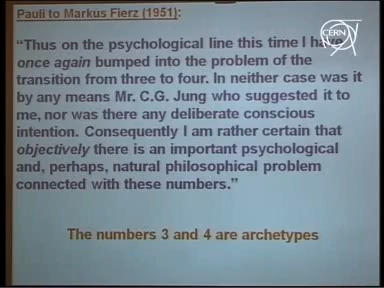 Pauli to Markus Fierz (1951):
CERN
“Thus on the psychological line this time I have
once again bumped into the problem of the
transition from three to four. In neither case was it
by any means Mr. C.G. Jung who suggested it to
me, nor was there any deliberate conscious
intention. Consequently I am rather certain that
objectively there is an important psychological
and, perhaps, natural philosophical problem
connected with these numbers.”
The numbers 3 and 4 are archetypes